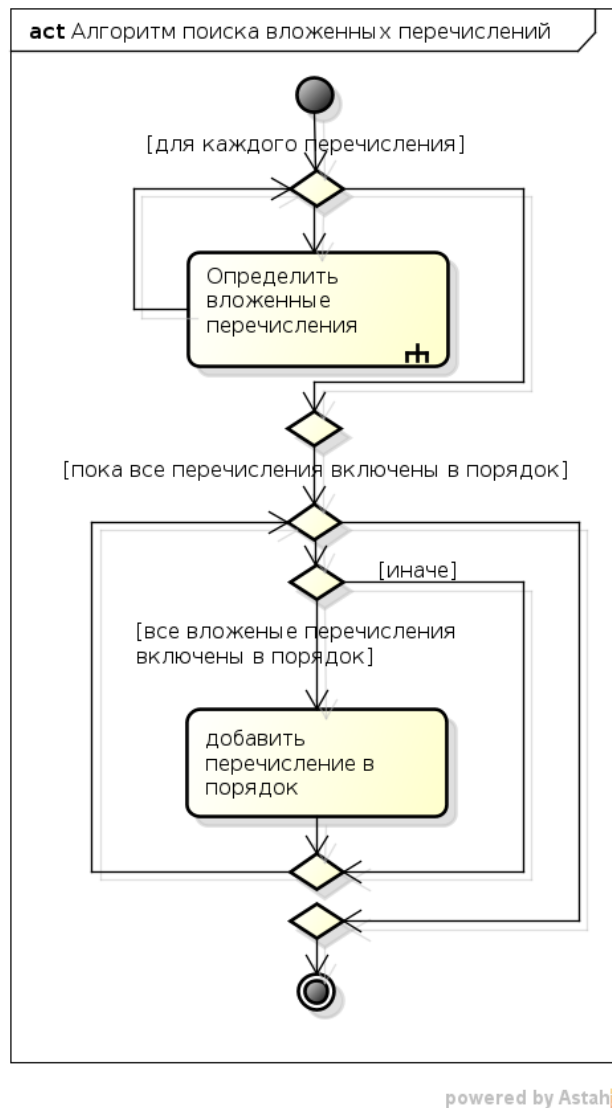 act Алгоритм поиска вложенных перечислений
[для каждого перечисления]
Определить
вложенные
перечисления
[пока все перечисления включены в порядок]
[иначе]
[все вложеные перечисления
включены в порядок]
добавить
перечисление в
порядок
powered by Astah